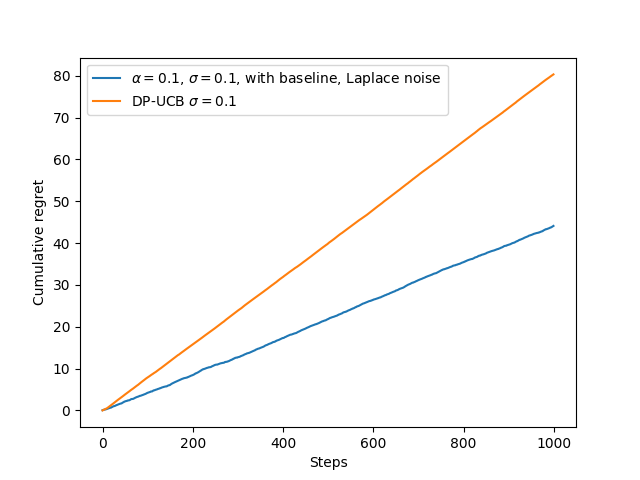 α = 0.1, σ = 0.1, with baseline, Laplace noise
DP-UCB σ = 0.1
80
70
60
50
40
30
20
10
0
Cumulative regret
0 200 400 600 800 1000
Steps